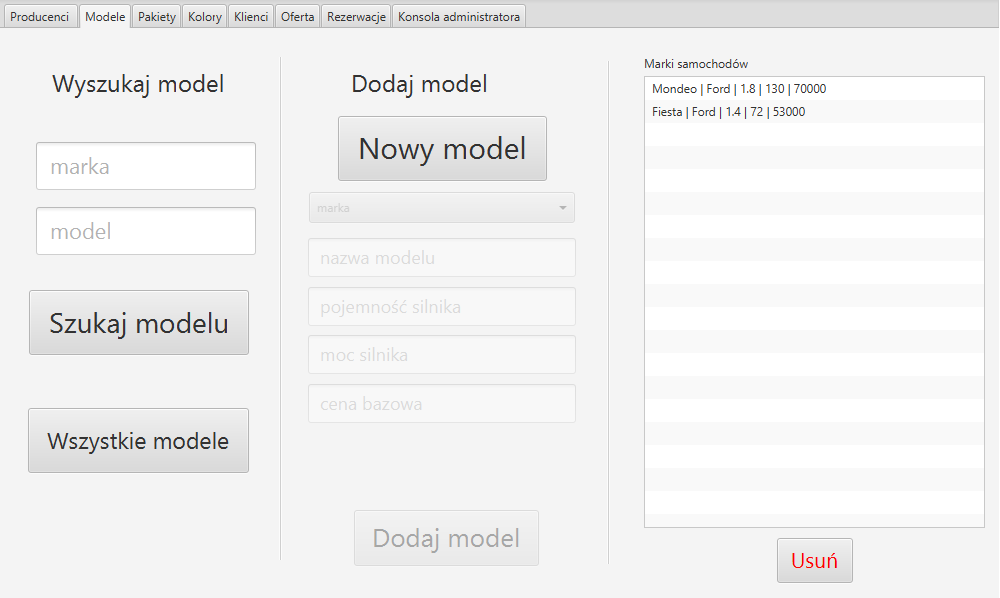 Producenci Modele Pakiety Kolory Klienci Oferta Rezerwacje Konsola administratora
Wyszukaj model
marka
model
Szukaj modelu
Wszystkie modele
Dodaj model
Nowy model
marka
nazwa modelu
pojemność silnika
moc silnika
cena bazowa
Dodaj model
Marki samochodów
Mondeo | Ford | 1.8 | 130 | 70000
Fiesta | Ford | 1.4 | 72 | 53000
Usuń